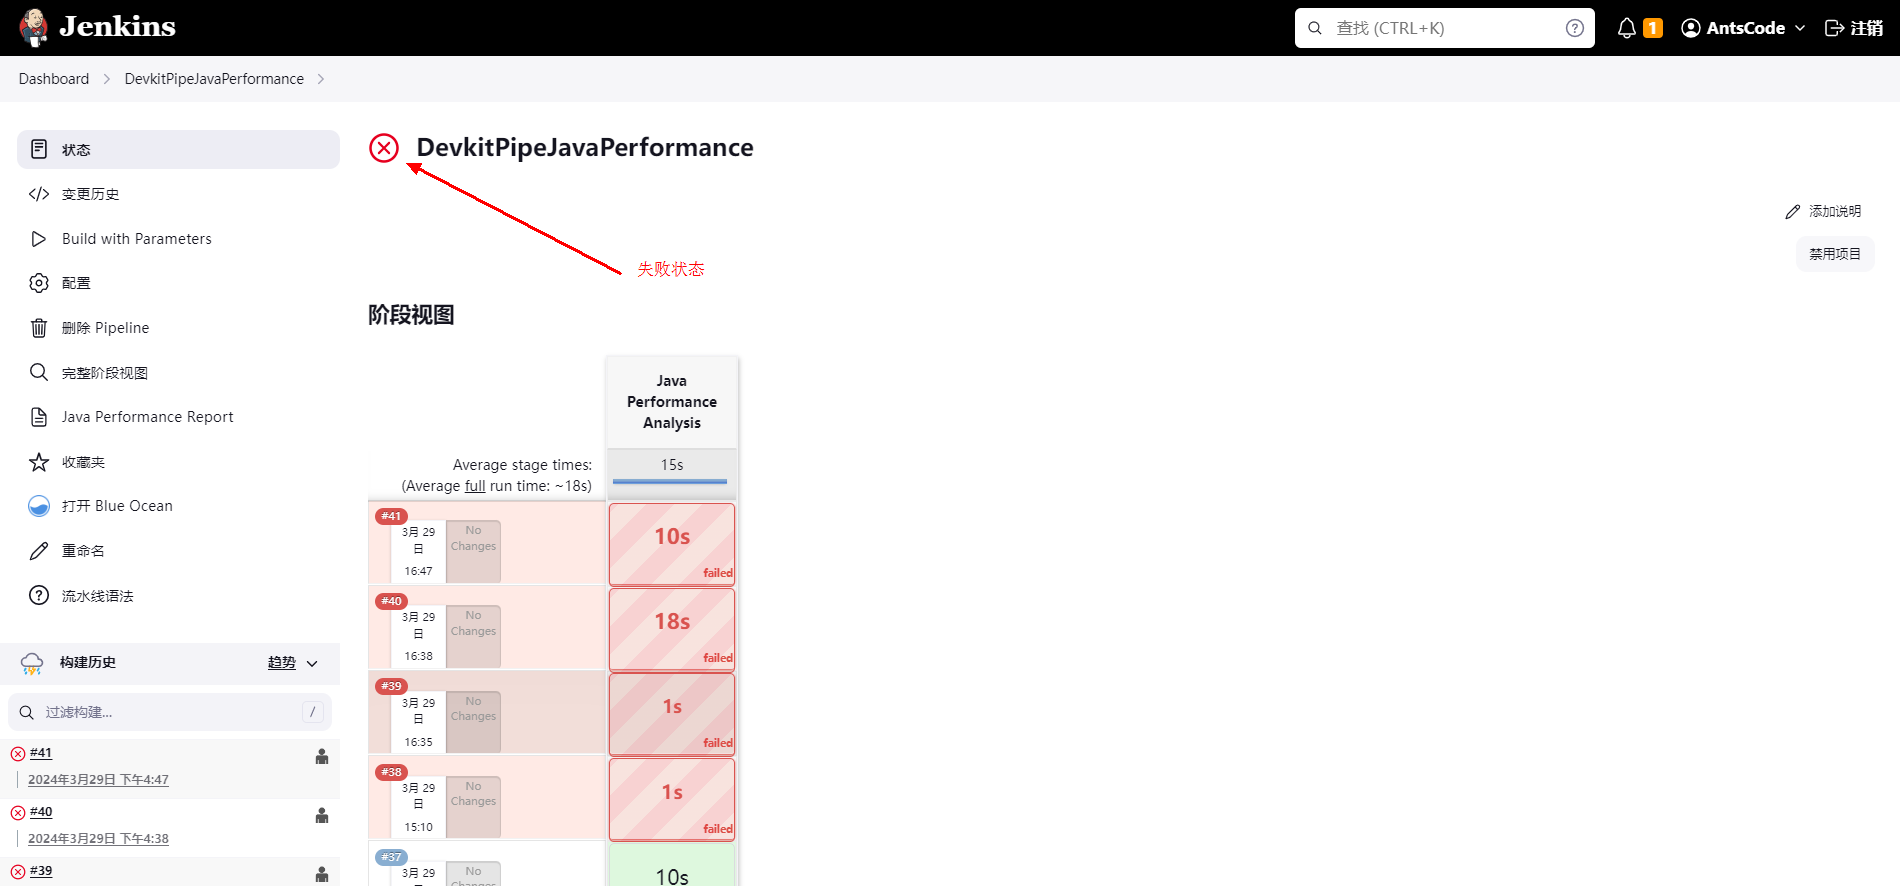 Jenkins
查找 (CTRL+K)
1
AntsCode
注销
Dashboard
DevkitPipeJavaPerformance
状态
变更历史
Build with Parameters
配置
删除 Pipeline
完整阶段视图
Java Performance Report
收藏夹
打开 Blue Ocean
重命名
流水线语法
构建历史
趋势
过滤构建...
/
#41
2024年3月29日 下午4:47
#40
2024年3月29日 下午4:38
#39
DevkitPipeJavaPerformance
添加说明
禁用项目
失败状态
阶段视图
Java
Performance
Analysis
Average stage times:
(Average full run time: ~18s)
15s
#41
3月 29
日
16:47
No
Changes
10s
failed
#40
3月 29
日
16:38
No
Changes
18s
failed
#39
3月 29
日
16:35
No
Changes
1s
failed
#38
3月 29
日
15:10
No
Changes
1s
failed
#37
3月 29
日
No
Changes
10s